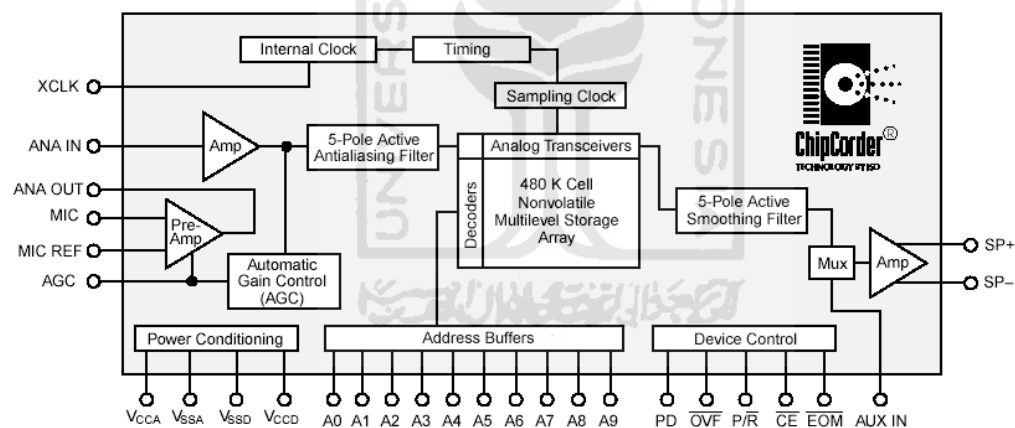 Internal Clock
Timing
XCLK
Sampling Clock
ChipCorder®
TECHNOLOGY BY ISD
ANA IN
Amp
5-Pole Active
Antialiasing Filter
Analog Transceivers
Decoders
480 K Cell
Nonvolatile
Multilevel Storage
Array
ANA OUT
MIC
Pre-
Amp
MIC REF
AGC
Automatic
Gain Control
(AGC)
5-Pole Active
Smoothing Filter
Mux
Amp
SP+
SP–
Power Conditioning
Address Buffers
Device Control
VCCA VSSA VSSD VCCD A0 A1 A2 A3 A4 A5 A6 A7 A8 A9 PD OVF P/R CE EOM AUX IN